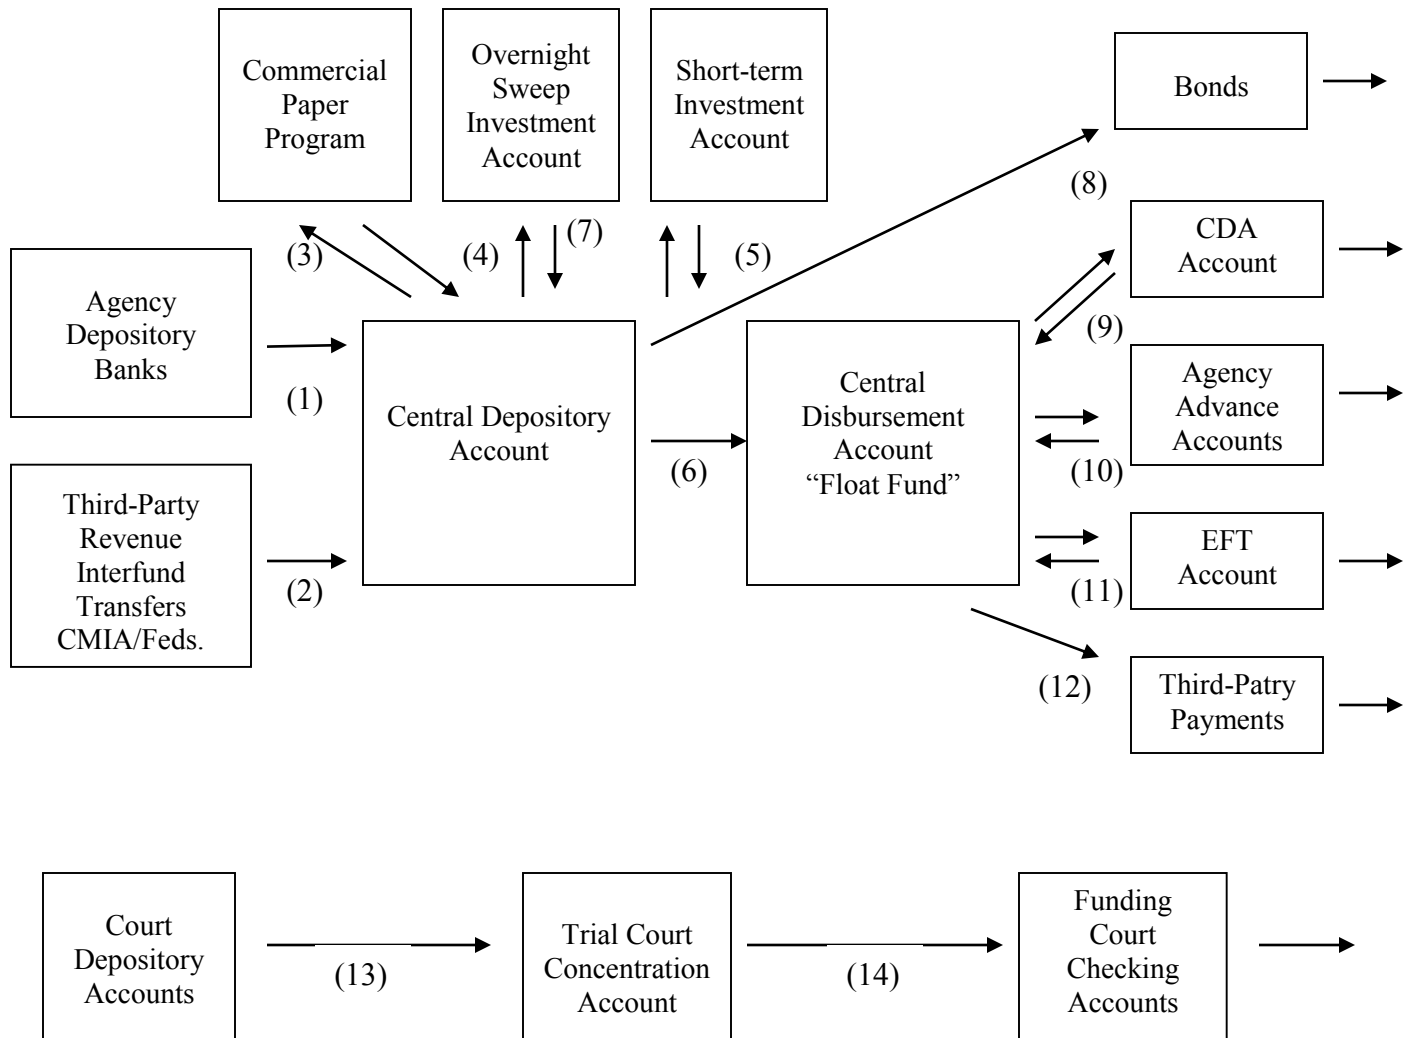 Commercial
Paper
Program
Overnight
Sweep
Investment
Account
Short-term
Investment
Account
Bonds
(8)
CDA
Account
(3)
(4)
(7)
(5)
Agency
Depository
Banks
(1)
Central Depository
Account
(6)
Central
Disbursement
Account
“Float Fund”
(9)
Agency
Advance
Accounts
(10)
Third-Party
Revenue
Interfund
Transfers
CMIA/Feds.
(2)
EFT
Account
(11)
(12)
Third-Patry
Payments
Court
Depository
Accounts
(13)
Trial Court
Concentration
Account
(14)
Funding
Court
Checking
Accounts